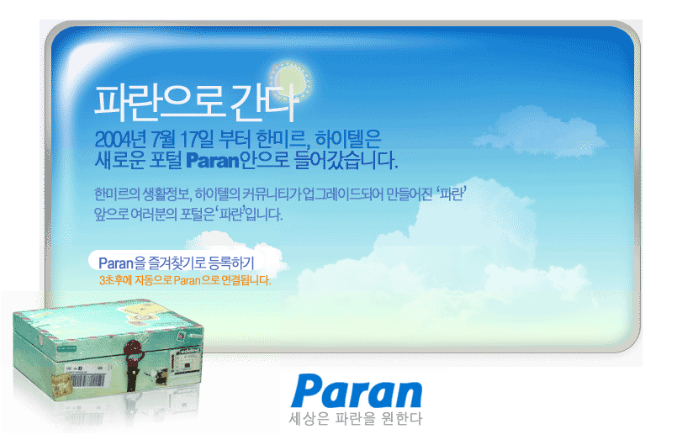 파란으로 간다
2004년 7월 17일 부터 한미르, 하이텔은
새로운 포털 Paran안으로 들어갔습니다.
한미르의 생활정보, 하이텔의 커뮤니티가 업그레이드되어 만들어진 ‘파란’
앞으로 여러분의 포털은 ‘파란’입니다.
Paran을 즐겨찾기로 등록하기
3초후에 자동으로 Paran으로 연결됩니다.
Paran
세상은 파란을 원한다